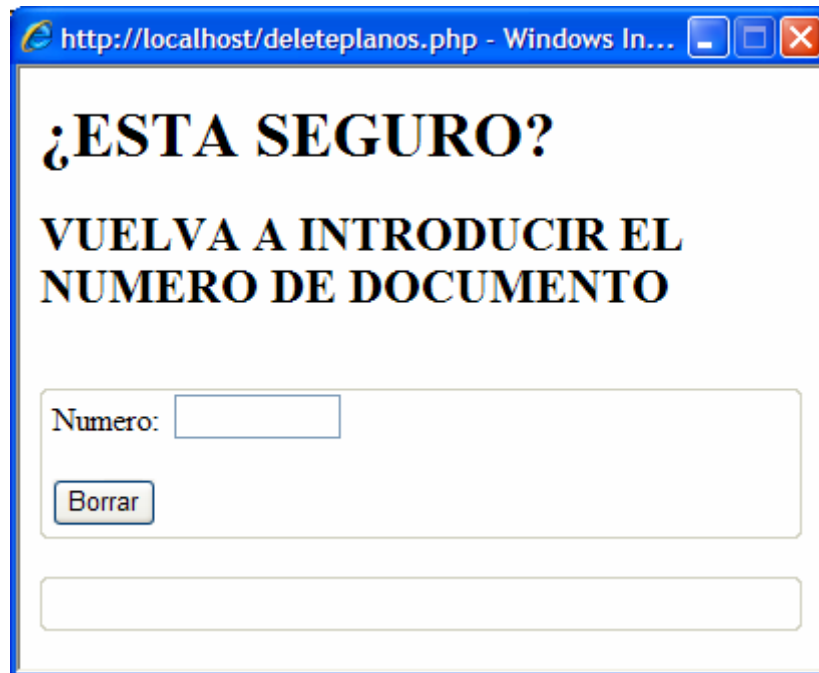 http://localhost/deleteplanos.php - Windows In...
¿ESTA SEGURO?
VUELVA A INTRODUCIR EL
NUMERO DE DOCUMENTO
Numero:
Borrar